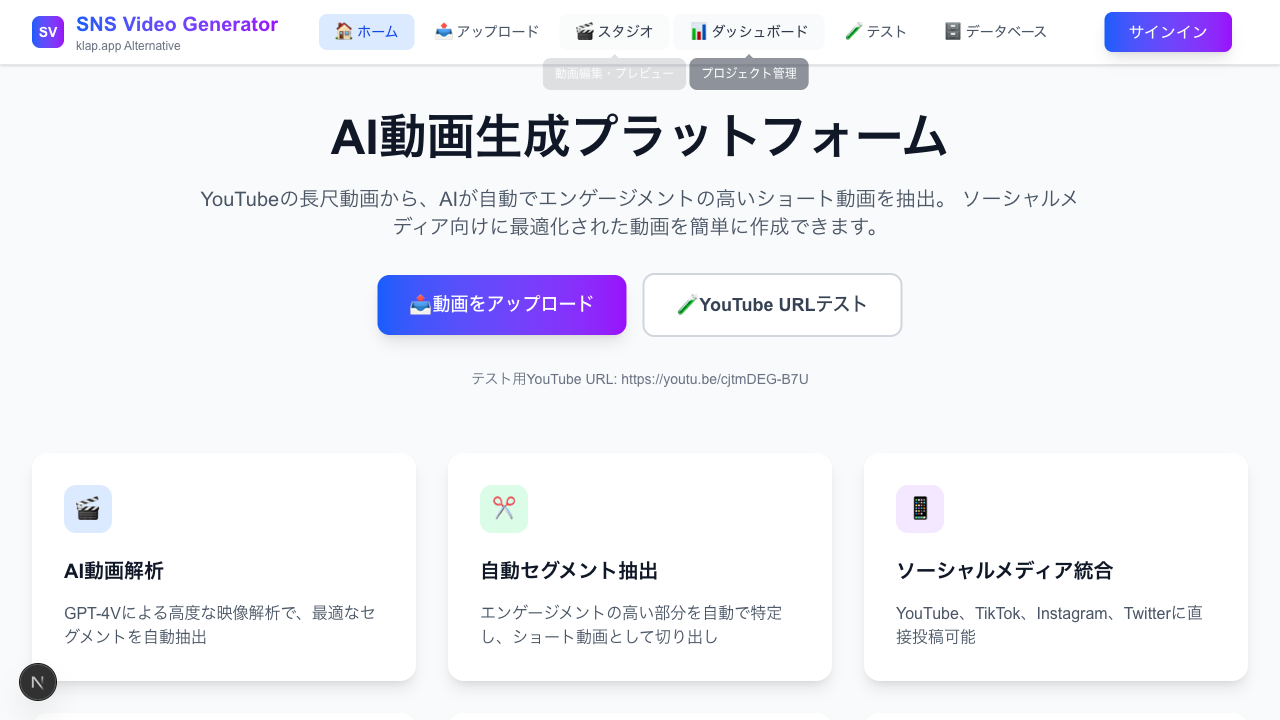 SV
SNS Video Generator
klap.app Alternative
🏠 ホーム
📤 アップロード
🎬 スタジオ
📊 ダッシュボード
🧪 テスト
🗄️ データベース
サインイン
動画編集・プレビュー
プロジェクト管理
AI動画生成プラットフォーム
YouTubeの長尺動画から、AIが自動でエンゲージメントの高いショート動画を抽出。 ソーシャルメ
ディア向けに最適化された動画を簡単に作成できます。
📤動画をアップロード
🧪YouTube URLテスト
テスト用YouTube URL: https://youtu.be/cjtmDEG-B7U
AI動画解析
GPT-4Vによる高度な映像解析で、最適なセ
グメントを自動抽出
自動セグメント抽出
エンゲージメントの高い部分を自動で特定
し、ショート動画として切り出し
ソーシャルメディア統合
YouTube、TikTok、Instagram、Twitterに直
接投稿可能
N